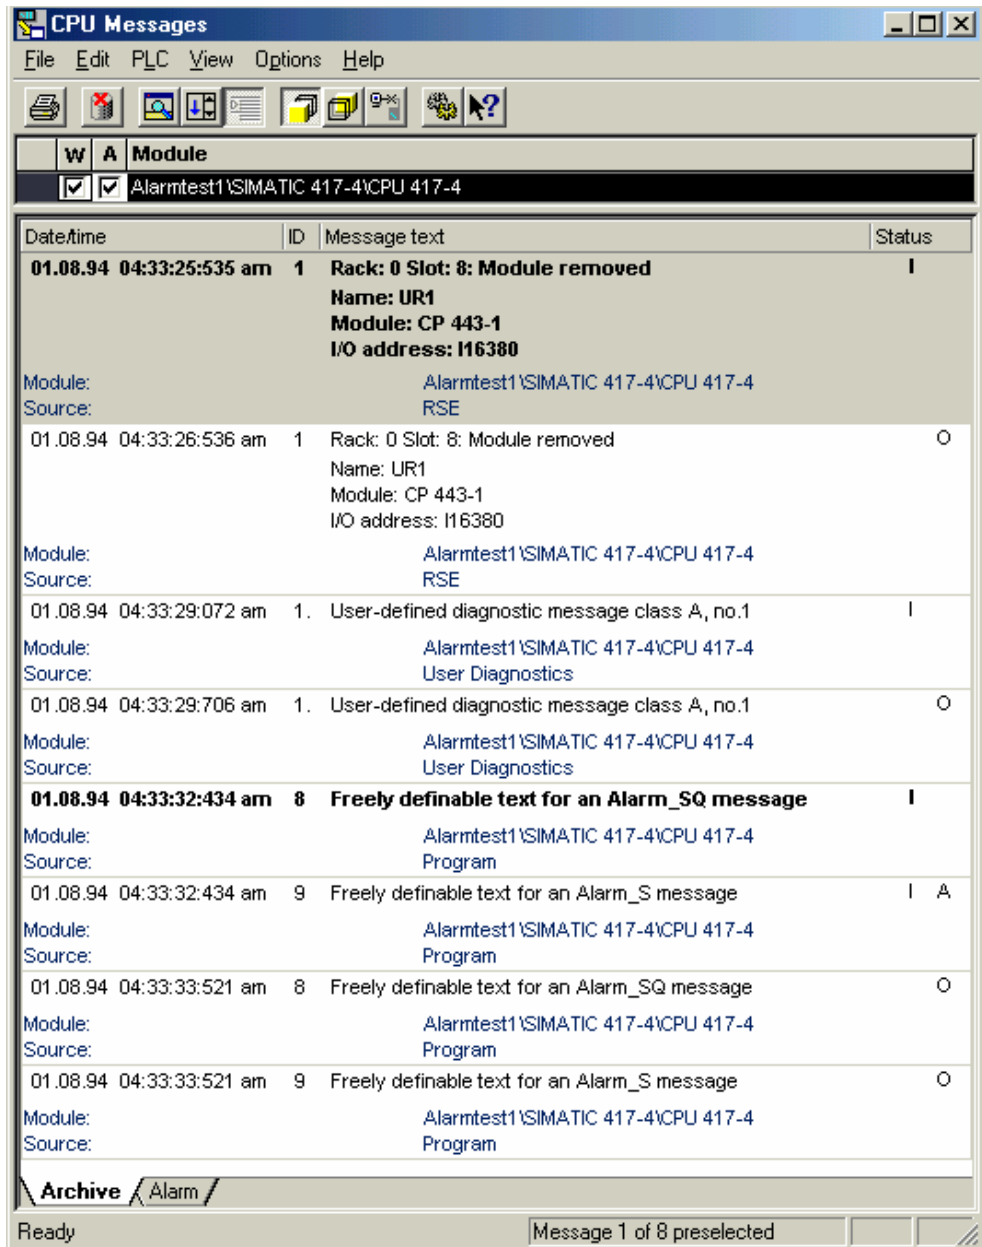 CPU Messages
File Edit PLC View Options Help
W A Module
Alarmtest1\SIMATIC 417-4\CPU 417-4
Date/time ID Message text Status
01.08.94 04:33:25:535 am 1 Rack: 0 Slot: 8: Module removed I
Name: UR1
Module: CP 443-1
I/O address: I16380
Module: Alarmtest1\SIMATIC 417-4\CPU 417-4
Source: RSE
01.08.94 04:33:26:536 am 1 Rack: 0 Slot: 8: Module removed O
Name: UR1
Module: CP 443-1
I/O address: I16380
Module: Alarmtest1\SIMATIC 417-4\CPU 417-4
Source: RSE
01.08.94 04:33:29:072 am 1. User-defined diagnostic message class A, no.1 I
Module: Alarmtest1\SIMATIC 417-4\CPU 417-4
Source: User Diagnostics
01.08.94 04:33:29:706 am 1. User-defined diagnostic message class A, no.1 O
Module: Alarmtest1\SIMATIC 417-4\CPU 417-4
Source: User Diagnostics
01.08.94 04:33:32:434 am 8 Freely definable text for an Alarm_SQ message I
Module: Alarmtest1\SIMATIC 417-4\CPU 417-4
Source: Program
01.08.94 04:33:32:434 am 9 Freely definable text for an Alarm_S message I A
Module: Alarmtest1\SIMATIC 417-4\CPU 417-4
Source: Program
01.08.94 04:33:33:521 am 8 Freely definable text for an Alarm_SQ message O
Module: Alarmtest1\SIMATIC 417-4\CPU 417-4
Source: Program
01.08.94 04:33:33:521 am 9 Freely definable text for an Alarm_S message O
Module: Alarmtest1\SIMATIC 417-4\CPU 417-4
Source: Program
Archive Alarm
Ready Message 1 of 8 preselected